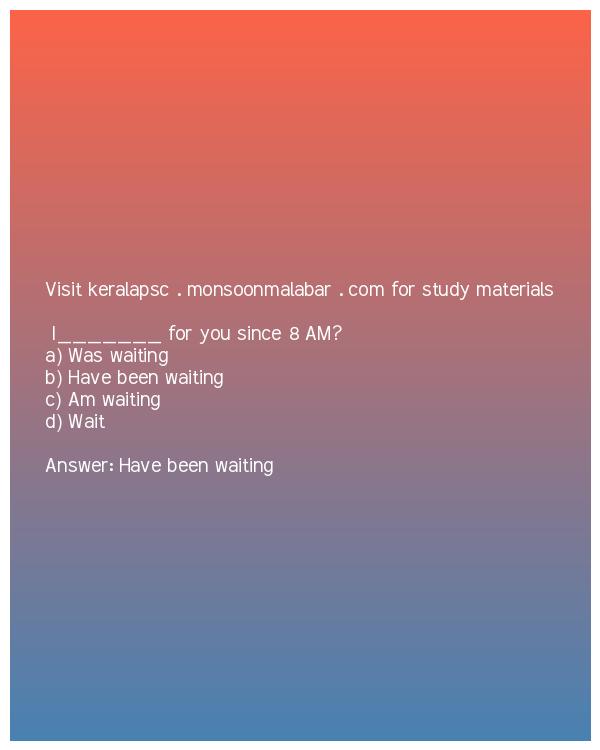 Visit keralapsc . monsoonmalabar . com for study materials
I_______ for you since 8 AM?
a) Was waiting
b) Have been waiting
c) Am waiting
d) Wait
Answer: Have been waiting